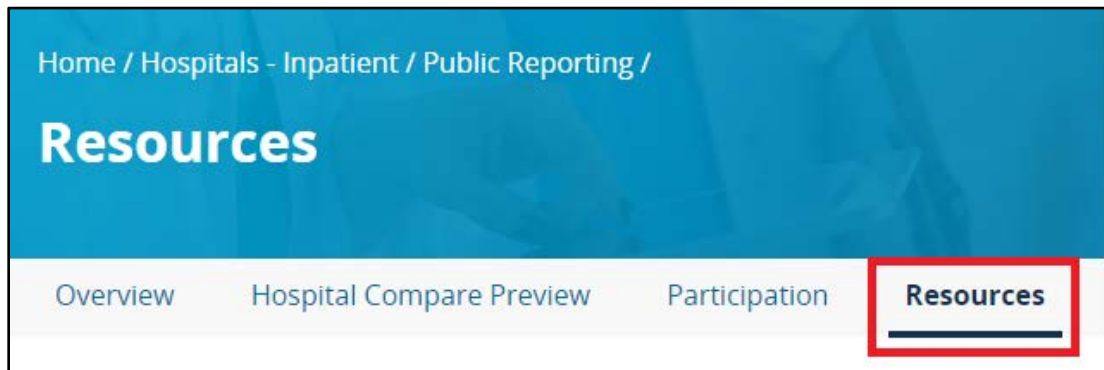 Home / Hospitals - Inpatient / Public Reporting /
Resources
Overview Hospital Compare Preview Participation Resources